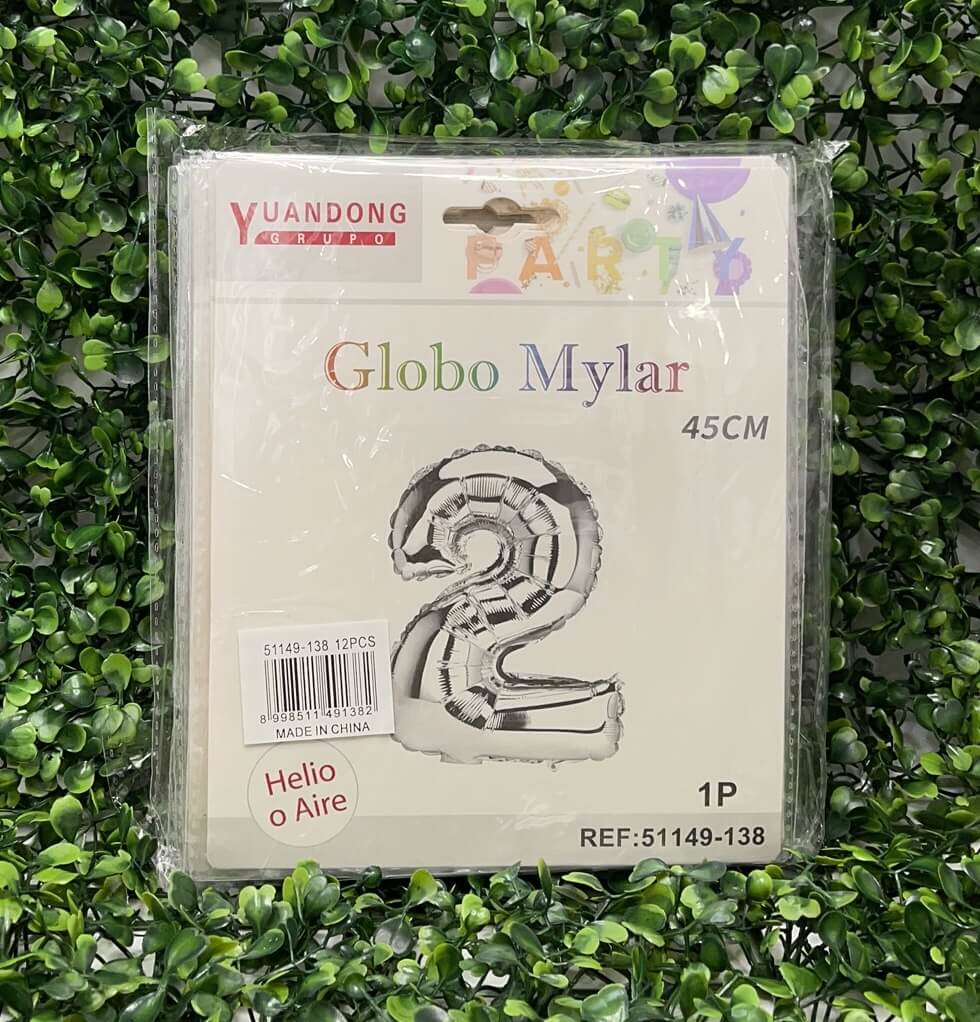 YUANDONG
GRUPO
PARTY
Globo Mylar
45CM
2
51149-138 12PCS
8 998511 491382
MADE IN CHINA
Helio
o Aire
1P
REF:51149-138